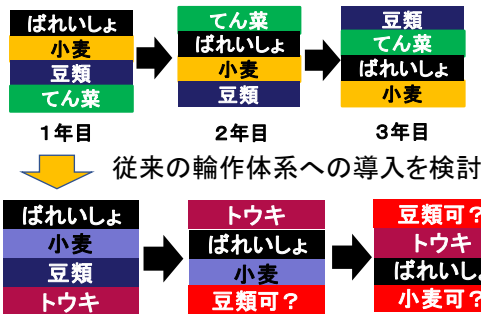 ばれいしょ
小麦
豆類
てん菜
1年目
てん菜
ばれいしょ
小麦
豆類
2年目
豆類
てん菜
ばれいしょ
小麦
3年目
従来の輪作体系への導入を検討
ばれいしょ
小麦
豆類
トウキ
トウキ
ばれいしょ
小麦
豆類可?
豆類可?
トウキ
ばれいし
小麦可?